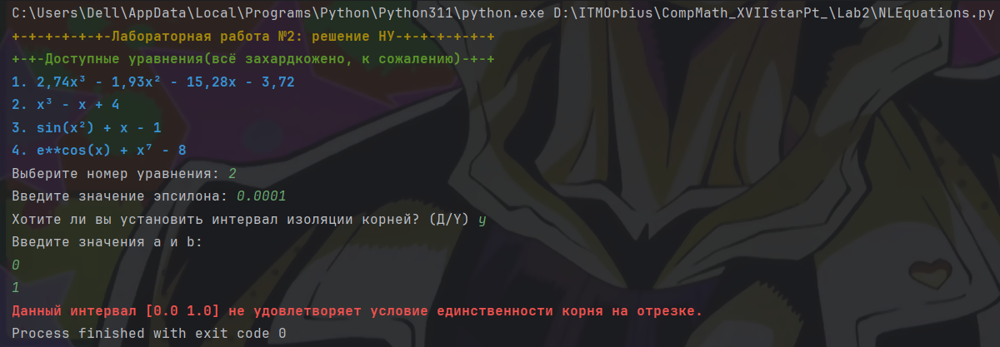 C:\Users\Dell\AppData\Local\Programs\Python\Python311\python.exe D:\ITMOrbius\CompMath_XVIIstarPt_\Lab2\NLEquations.py
+-+-+-+-+-+-Лабораторная работа №2: решение НУ-+-+-+-+-+-+
+-+-Доступные уравнения(всё захардкожено, к сожалению)-+-+
1. 2,74x³ - 1,93x² - 15,28x - 3,72
2. x³ - x + 4
3. sin(x²) + x - 1
4. e**cos(x) + x⁷ - 8
Выберите номер уравнения: 2
Введите значение эпсилона: 0.0001
Хотите ли вы установить интервал изоляции корней? (Д/Y) y
Введите значения a и b:
0
1
Данный интервал [0.0 1.0] не удовлетворяет условие единственности корня на отрезке.
Process finished with exit code 0